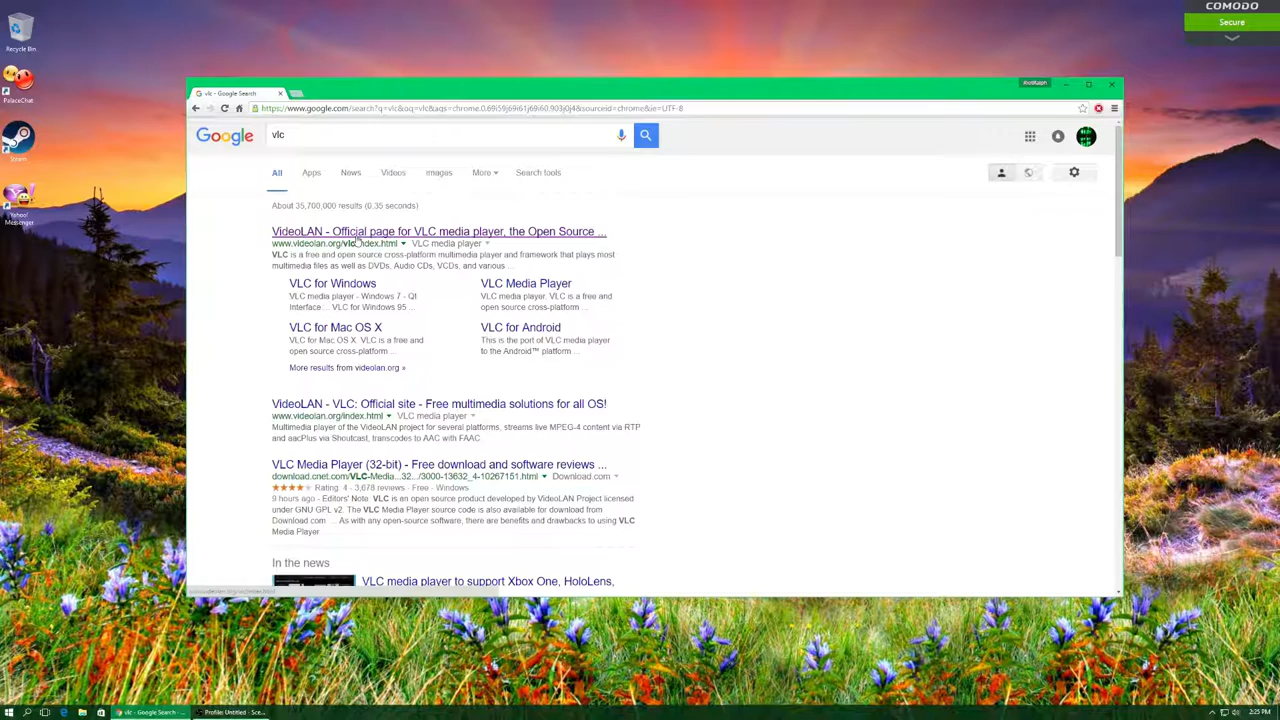 COMODO
Secure
Recycle Bin
PalaceChat
Steam
Yahoo!
Messenger
vlc - Google Search
https://www.google.com/search?q=vlc&oq=vlc&aqs=chrome.0.69i59j69i61j69i60.903j0j4&sourceid=chrome&ie=UTF-8
Google
vlc
All Apps News Videos Images More Search tools
About 35,700,000 results (0.35 seconds)
VideoLAN - Official page for VLC media player, the Open Source ...
www.videolan.org/vlc/index.html VLC media player
VLC is a free and open source cross-platform multimedia player and framework that plays most
multimedia files as well as DVDs, Audio CDs, VCDs, and various ...
VLC for Windows
VLC media player - Windows 7 - Qt
Interface ... VLC for Windows 95 ...
VLC Media Player
VLC media player. VLC is a free and
open source cross-platform ...
VLC for Mac OS X
VLC for Mac OS X. VLC is a free and
open source cross-platform ...
VLC for Android
This is the port of VLC media player
to the Android™ platform ...
More results from videolan.org »
VideoLAN - VLC: Official site - Free multimedia solutions for all OS!
www.videolan.org/index.html VLC media player
Multimedia player of the VideoLAN project for several platforms, streams live MPEG-4 content via RTP
and aacPlus via Shoutcast, transcodes to AAC with FAAC.
VLC Media Player (32-bit) - Free download and software reviews ...
download.cnet.com/VLC-Media...32.../3000-13632_4-10267151.html Download.com
Rating: 4 - 3,678 reviews - Free - Windows
9 hours ago - Editors' Note: VLC is an open source product developed by VideoLAN Project licensed
under GNU GPL v2. The VLC Media Player source code is also available for download from
Download.com ... As with any open-source software, there are benefits and drawbacks to using VLC
Media Player ...
In the news
VLC media player to support Xbox One, HoloLens,
vlc - Google Search - ...
Profile: Untitled - Sce...
2:25 PM